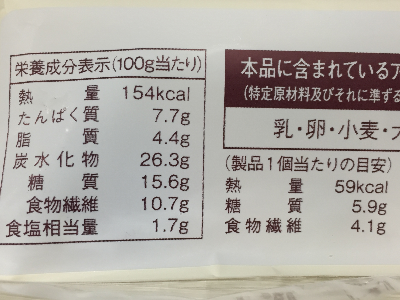 栄養成分表示(100g当たり)
熱量 154kcal
たんぱく質 7.7g
脂質 4.4g
炭水化物 26.3g
糖質 15.6g
食物繊維 10.7g
食塩相当量 1.7g
本品に含まれているア
(特定原材料及びそれに準ずる
乳・卵・小麦・
(製品1個当たりの目安)
熱量 59kcal
糖質 5.9g
食物繊維 4.1g